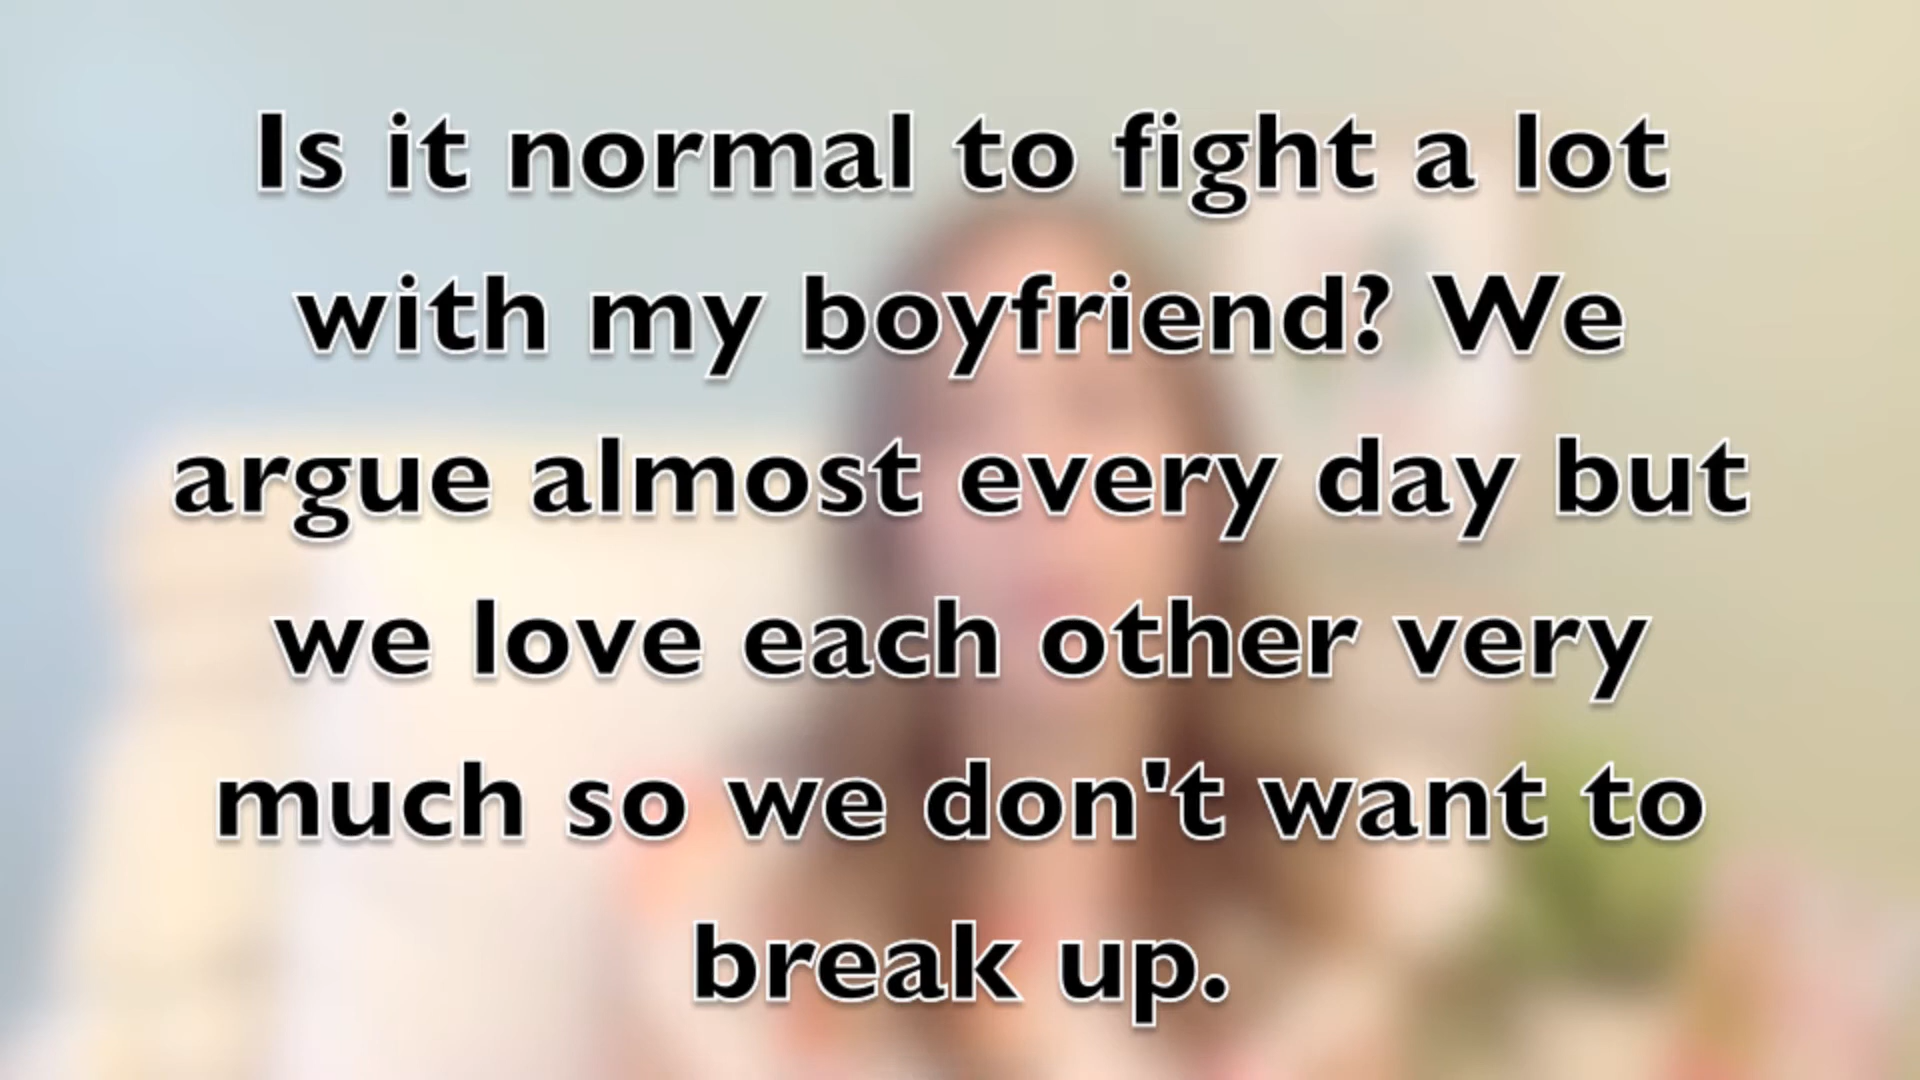 Is it normal to fight a lot
with my boyfriend? We
argue almost every day but
we love each other very
much so we don't want to
break up.